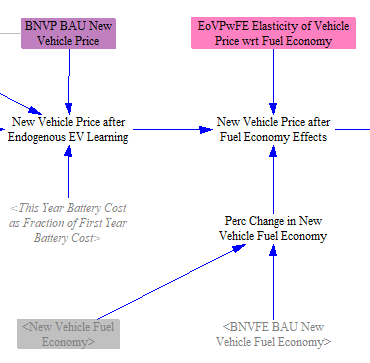 BNVP BAU New
Vehicle Price
EoVPwFE Elasticity of Vehicle
Price wrt Fuel Economy
New Vehicle Price after
Endogenous EV Learning
New Vehicle Price after
Fuel Economy Effects
<This Year Battery Cost
as Fraction of First Year
Battery Cost>
Perc Change in New
Vehicle Fuel Economy
<New Vehicle Fuel
Economy>
<BNVFE BAU New
Vehicle Fuel Economy>